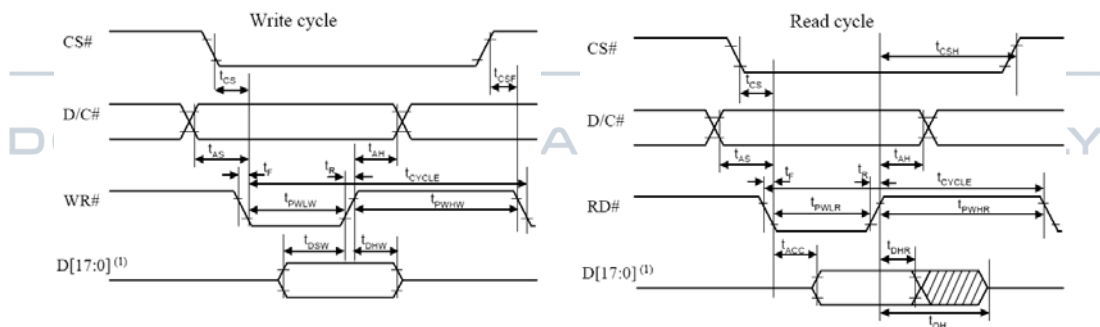 Write cycle
CS#
tCS
tCSF
D/C#
tAS
tAH
tF
tR
tCYCLE
WR#
tPWLW
tPWHW
tDSW
tDHW
D[17:0](1)
Read cycle
CS#
tCSH
tCS
D/C#
tAS
tAH
tF
tR
tCYCLE
RD#
tPWLR
tPWHR
tACC
tDHR
D[17:0](1)
tOH